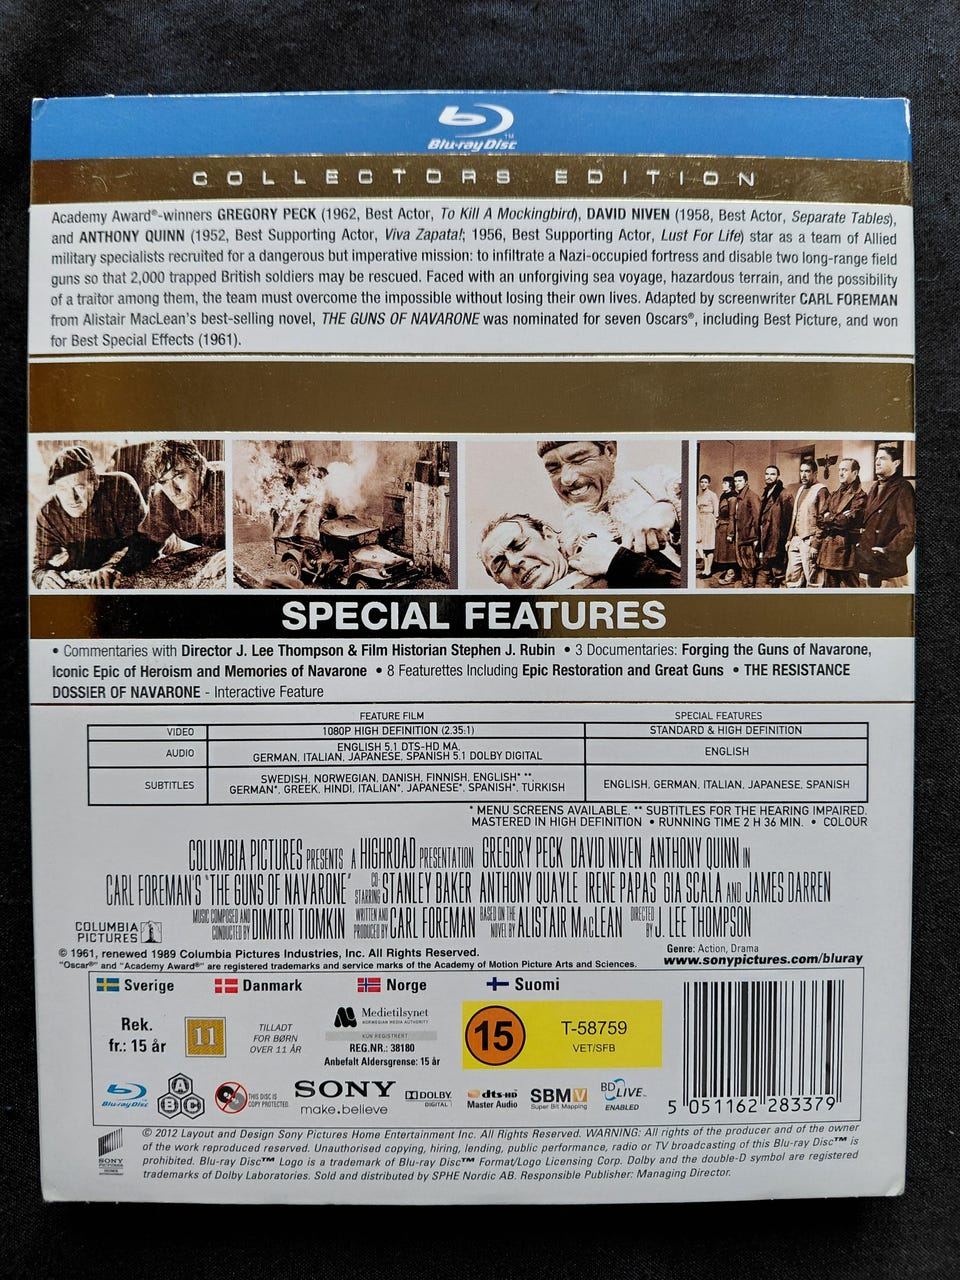 Blu-ray Disc™
COLLECTORS EDITION
Academy Award®-winners GREGORY PECK (1962, Best Actor, To Kill A Mockingbird), DAVID NIVEN (1958, Best Actor, Separate Tables),
and ANTHONY QUINN (1952, Best Supporting Actor, Viva Zapata!; 1956, Best Supporting Actor, Lust For Life) star as a team of Allied
military specialists recruited for a dangerous but imperative mission: to infiltrate a Nazi-occupied fortress and disable two long-range field
guns so that 2,000 trapped British soldiers may be rescued. Faced with an unforgiving sea voyage, hazardous terrain, and the possibility
of a traitor among them, the team must overcome the impossible without losing their own lives. Adapted by screenwriter CARL FOREMAN
from Alistair MacLean's best-selling novel, THE GUNS OF NAVARONE was nominated for seven Oscars®, including Best Picture, and won
for Best Special Effects (1961).
SPECIAL FEATURES
• Commentaries with Director J. Lee Thompson & Film Historian Stephen J. Rubin • 3 Documentaries: Forging the Guns of Navarone,
Iconic Epic of Heroism and Memories of Navarone • 8 Featurettes Including Epic Restoration and Great Guns • THE RESISTANCE
DOSSIER OF NAVARONE - Interactive Feature
FEATURE FILM SPECIAL FEATURES
VIDEO 1080P HIGH DEFINITION (2.35:1) STANDARD & HIGH DEFINITION
AUDIO ENGLISH 5.1 DTS-HD MA, GERMAN, ITALIAN, JAPANESE, SPANISH 5.1 DOLBY DIGITAL ENGLISH
SUBTITLES SWEDISH, NORWEGIAN, DANISH, FINNISH, ENGLISH* **, GERMAN*, GREEK, HINDI, ITALIAN*, JAPANESE*, SPANISH*, TURKISH ENGLISH, GERMAN, ITALIAN, JAPANESE, SPANISH
* MENU SCREENS AVAILABLE. ** SUBTITLES FOR THE HEARING IMPAIRED.
MASTERED IN HIGH DEFINITION • RUNNING TIME 2 H 36 MIN. • COLOUR
COLUMBIA PICTURES PRESENTS A HIGHROAD PRESENTATION GREGORY PECK DAVID NIVEN ANTHONY QUINN IN
CARL FOREMAN'S "THE GUNS OF NAVARONE" CO-STARRING STANLEY BAKER ANTHONY QUAYLE IRENE PAPAS GIA SCALA AND JAMES DARREN
MUSIC COMPOSED AND CONDUCTED BY DIMITRI TIOMKIN WRITTEN AND PRODUCED BY CARL FOREMAN BASED ON THE NOVEL BY ALISTAIR MacLEAN DIRECTED BY J. LEE THOMPSON
COLUMBIA PICTURES
© 1961, renewed 1989 Columbia Pictures Industries, Inc. All Rights Reserved.
"Oscar®" and "Academy Award®" are registered trademarks and service marks of the Academy of Motion Picture Arts and Sciences.
Genre: Action, Drama
www.sonypictures.com/bluray
Sverige Danmark Norge Suomi
Rek.
fr.: 15 år
11
TILLADT
FOR BØRN
OVER 11 ÅR
Medietilsynet
NORWEGIAN MEDIA AUTHORITY
KUN REGISTRERT
REG.NR.: 38180
Anbefalt Aldersgrense: 15 år
15
T-58759
VET/SFB
Blu-ray Disc
A B C
THIS DISC IS
COPY PROTECTED.
SONY
make.believe
DOLBY
DIGITAL
dts-HD
Master Audio
SBMV
Super Bit Mapping
BD LIVE™
ENABLED
5 051162 283379
SONY
PICTURES
HOME
ENTERTAINMENT
© 2012 Layout and Design Sony Pictures Home Entertainment Inc. All Rights Reserved. WARNING: All rights of the producer and of the owner
of the work reproduced reserved. Unauthorised copying, hiring, lending, public performance, radio or TV broadcasting of this Blu-ray Disc™ is
prohibited. Blu-ray Disc™ Logo is a trademark of Blu-ray Disc™ Format/Logo Licensing Corp. Dolby and the double-D symbol are registered
trademarks of Dolby Laboratories. Sold and distributed by SPHE Nordic AB. Responsible Publisher: Managing Director.